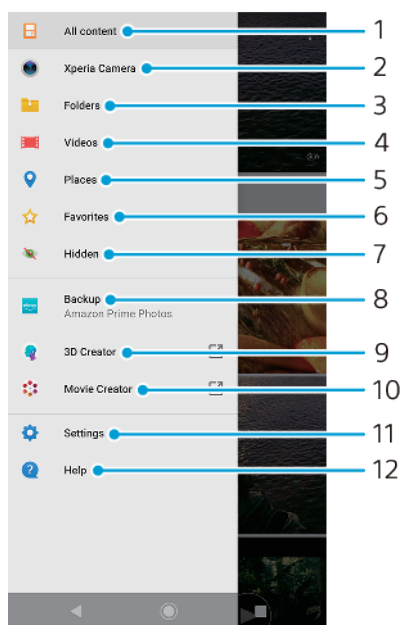 All content 1
Xperia Camera 2
Folders 3
Videos 4
Places 5
Favorites 6
Hidden 7
Backup 8
Amazon Prime Photos
3D Creator 9
Movie Creator 10
Settings 11
? Help 12